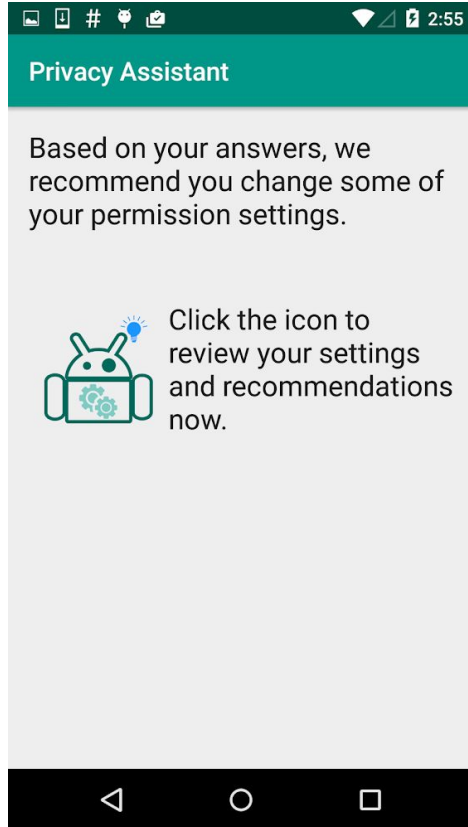 2:55
Privacy Assistant
Based on your answers, we
recommend you change some of
your permission settings.
Click the icon to
review your settings
and recommendations
now.